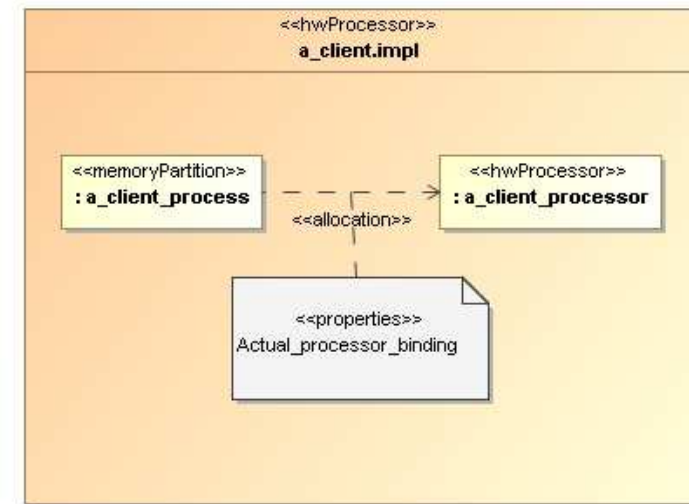 <<hwProcessor>>
a_client.impl
<<memoryPartition>>
: a_client_process
<<hwProcessor>>
: a_client_processor
<<allocation>>
<<properties>>
Actual_processor_binding